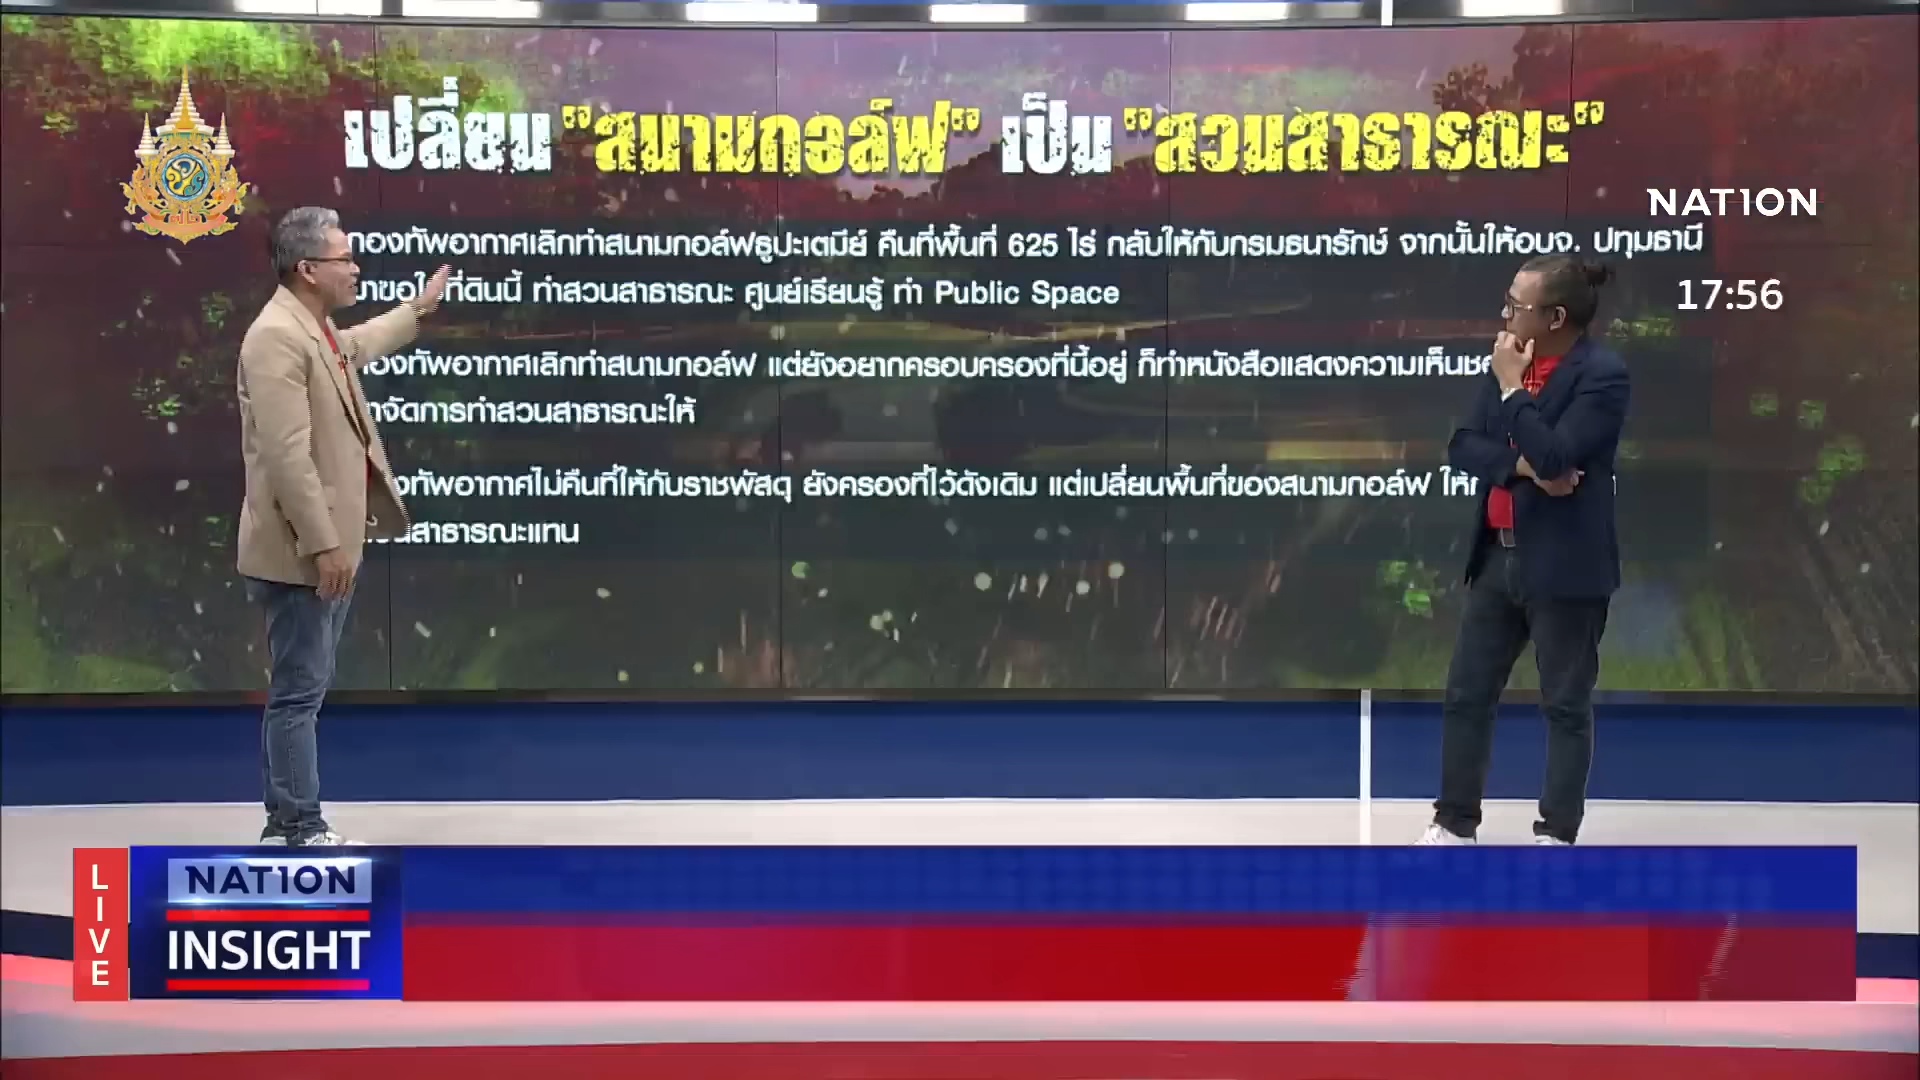 เปลี่ยน "สนามกอล์ฟ" เป็น "สวนสาธารณะ"
NATION
กองทัพอากาศเลิกทำสนามกอล์ฟธูปะเตมีย์ คืนที่พื้นที่ 625 ไร่ กลับให้กับกรมธนารักษ์ จากนั้นให้อบจ. ปทุมธานี
17:56
ที่ดินนี้ ทำสวนสาธารณะ ศูนย์เรียนรู้ ทำ Public Space
กองทัพอากาศเลิกทำสนามกอล์ฟ แต่ยังอยากครอบครองที่นี้อยู่ ก็ทำหนังสือแสดงความเห็น
จัดการทำสวนสาธารณะให้
กองทัพอากาศไม่คืนที่ให้กับราชพัสดุ ยังครองที่ไว้ดังเดิม แต่เปลี่ยนพื้นที่ของสนามกอล์ฟ
สวนสาธารณะแทน
LIVE
NATION
INSIGHT